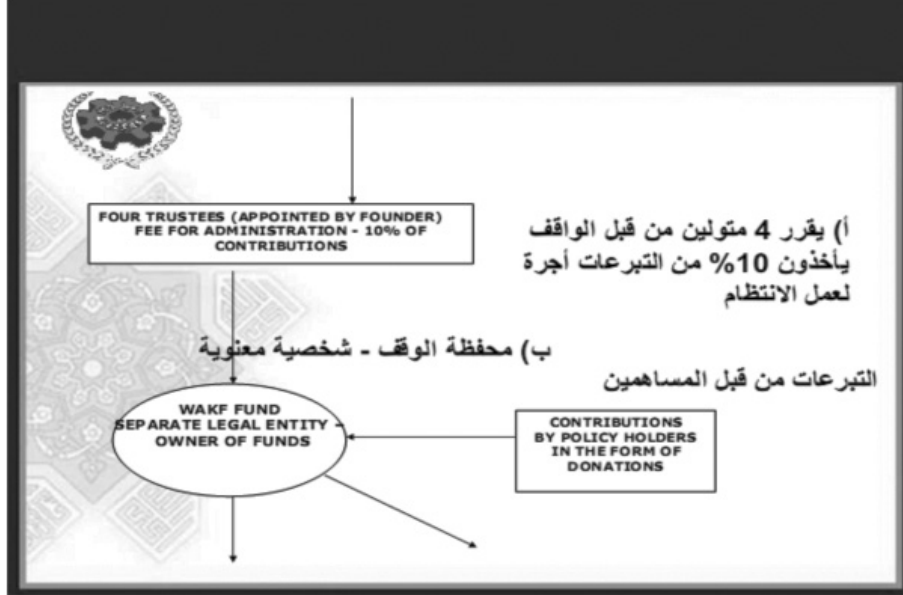 FOUR TRUSTEES (APPOINTED BY FOUNDER)
FEE FOR ADMINISTRATION - 10% OF
CONTRIBUTIONS
أ) يقرر 4 متولين من قبل الواقف
يأخذون 10% من التبرعات أجرة
لعمل الانتظام
ب) محفظة الوقف - شخصية معنوية
التبرعات من قبل المساهمين
WAKF FUND
SEPARATE LEGAL ENTITY –
OWNER OF FUNDS
CONTRIBUTIONS
BY POLICY HOLDERS
IN THE FORM OF
DONATIONS